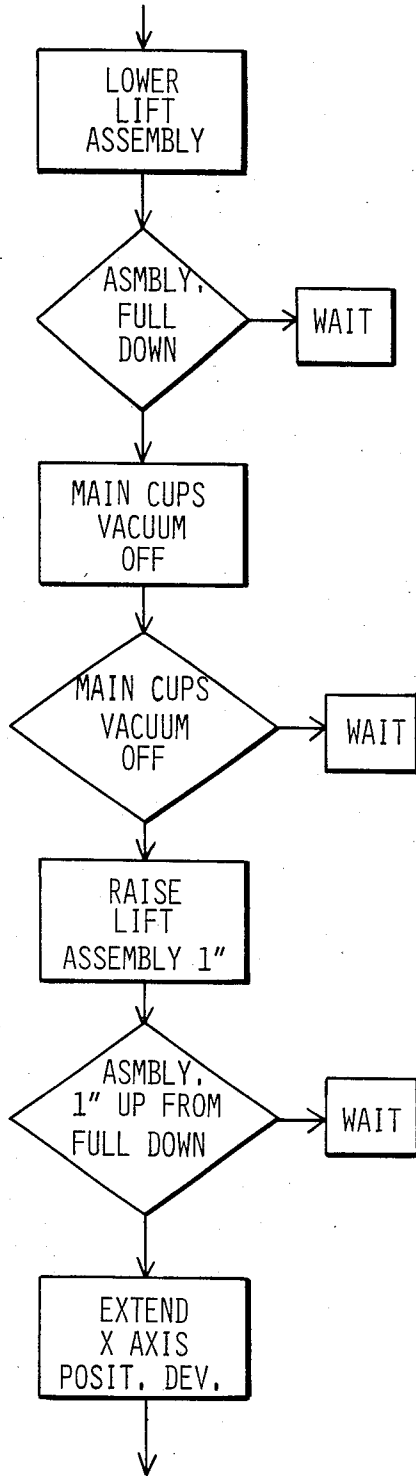 LOWER
LIFT
ASSEMBLY
ASMBLY.
FULL
DOWN
WAIT
MAIN CUPS
VACUUM
OFF
MAIN CUPS
VACUUM
OFF
WAIT
RAISE
LIFT
ASSEMBLY 1"
ASMBLY.
1" UP FROM
FULL DOWN
WAIT
EXTEND
X AXIS
POSIT. DEV.